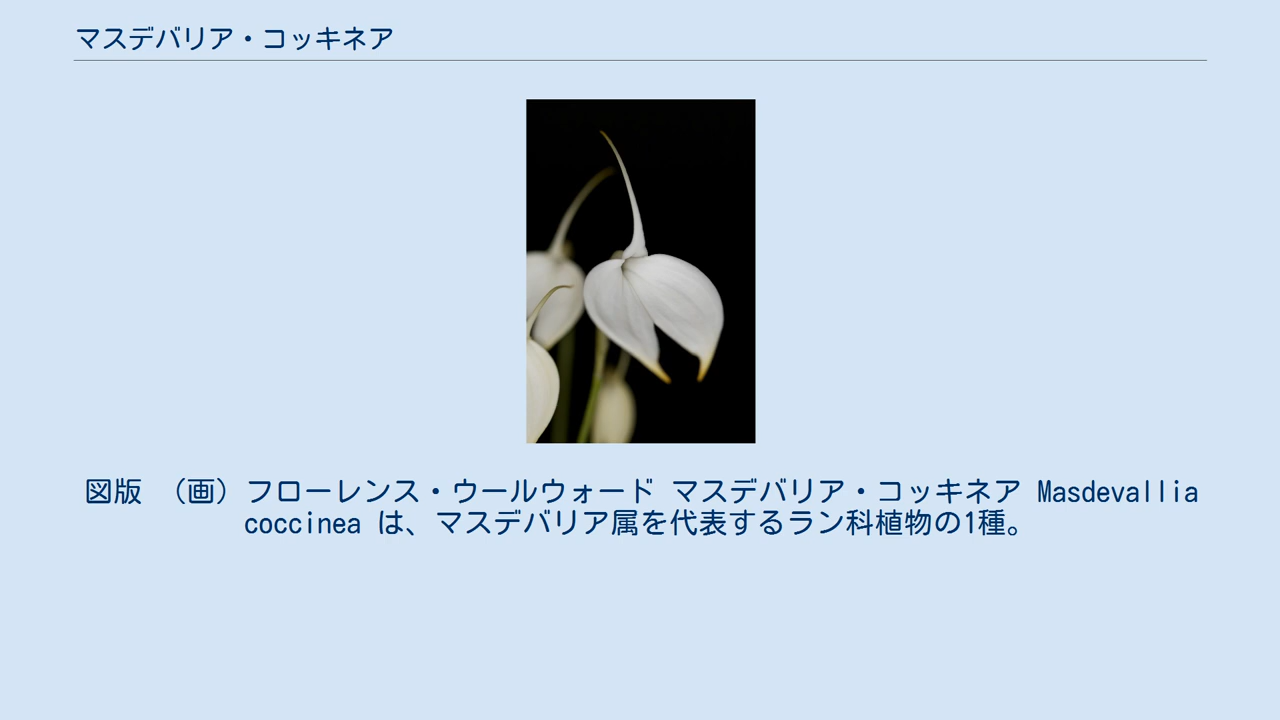 マスデバリア・コッキネア
図版 （画）フローレンス・ウールウォード マスデバリア・コッキネア Masdevallia
coccinea は、マスデバリア属を代表するラン科植物の1種。